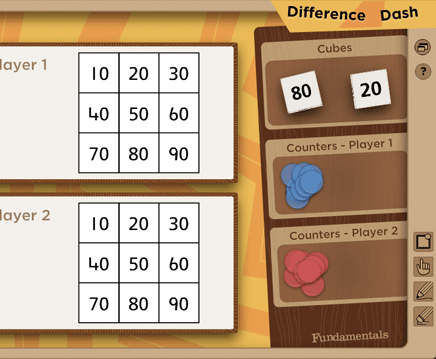 Difference Dash
layer 1
10 20 30
40 50 60
70 80 90
Cubes
80 20
Counters - Player 1
layer 2
10 20 30
40 50 60
70 80 90
Counters - Player 2
Fundamentals
?